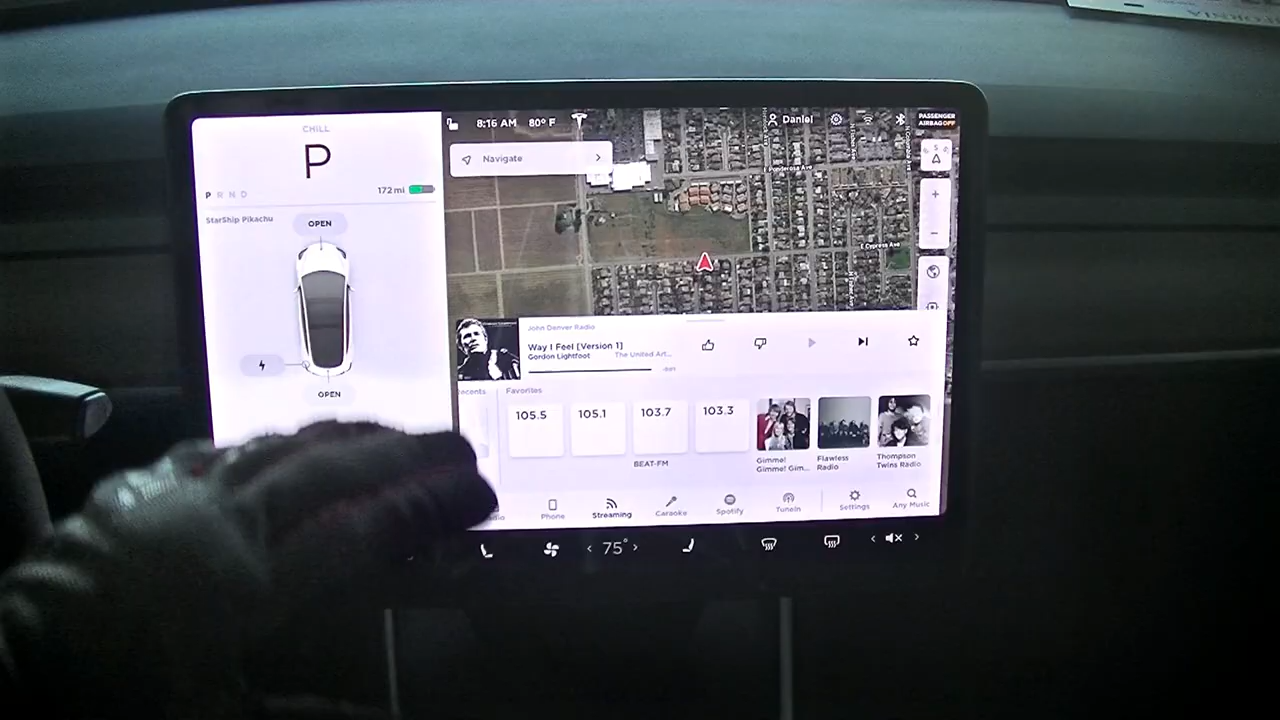 CHILL
P
P R N D
172 mi
StarShip Pikachu
OPEN
OPEN
8:16 AM 80° F
Daniel
PASSENGER
AIRBAG OFF
Navigate
E Ponderosa Ave
E Cypress Ave
John Denver Radio
Way I Feel [Version 1]
Gordon Lightfoot The United Art...
Favorites
105.5
105.1
103.7
103.3
BEAT-FM
Gimme!
Gimme! Gim...
Flawless
Radio
Thompson
Twins Radio
Phone
Streaming
Caraoke
Spotify
TuneIn
Settings
Any Music
75°